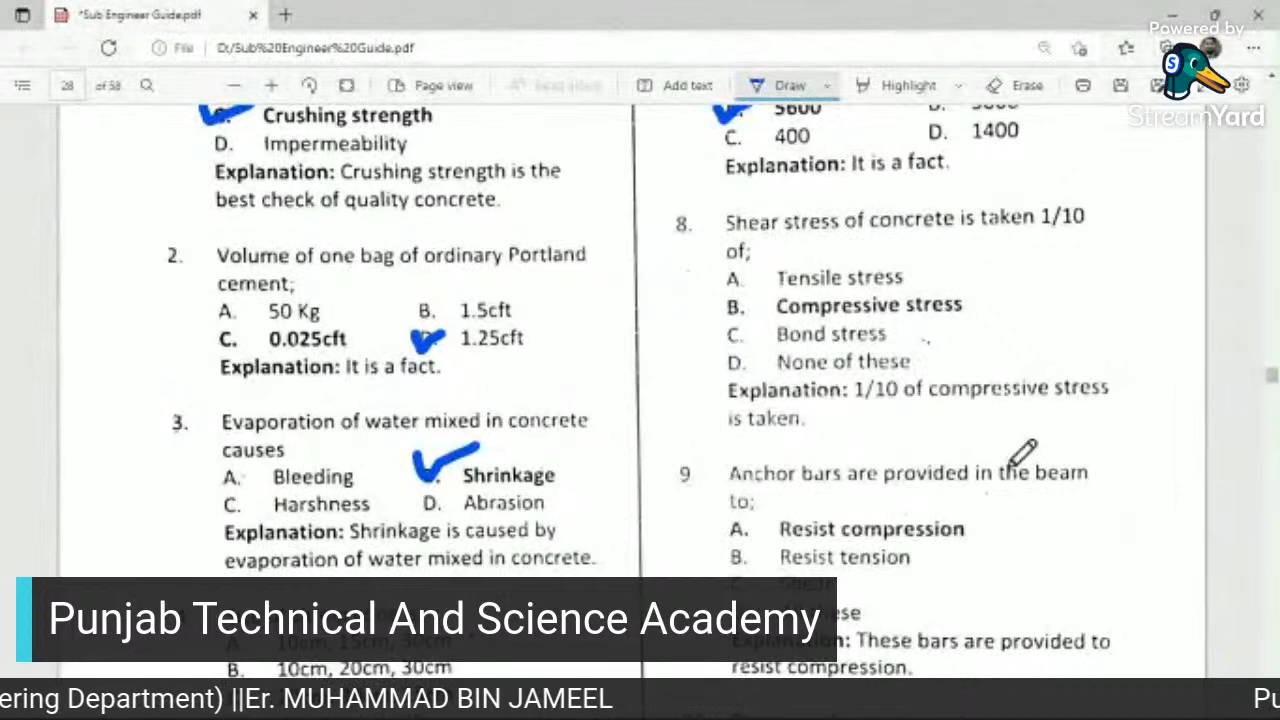 *Sub Engineer Guide.pdf
File
D:/Sub%20Engineer%20Guide.pdf
Powered by
StreamYard
28 of 58
Page view
Add text
Draw
Highlight
Erase
Crushing strength
D. Impermeability
Explanation: Crushing strength is the
best check of quality concrete.
2. Volume of one bag of ordinary Portland
cement;
A. 50 Kg B. 1.5cft
C. 0.025cft 1.25cft
Explanation: It is a fact.
3. Evaporation of water mixed in concrete
causes
A. Bleeding Shrinkage
C. Harshness D. Abrasion
Explanation: Shrinkage is caused by
evaporation of water mixed in concrete.
A 10cm, 15cm, 30cm
B. 10cm, 20cm, 30cm
5600 D.
C. 400 D. 1400
Explanation: It is a fact.
8. Shear stress of concrete is taken 1/10
of;
A. Tensile stress
B. Compressive stress
C. Bond stress
D. None of these
Explanation: 1/10 of compressive stress
is taken.
9 Anchor bars are provided in the beam
to;
A. Resist compression
B. Resist tension
C. Shear
Explanation: These bars are provided to
resist compression.
Punjab Technical And Science Academy
ering Department) ||Er. MUHAMMAD BIN JAMEEL
Pu